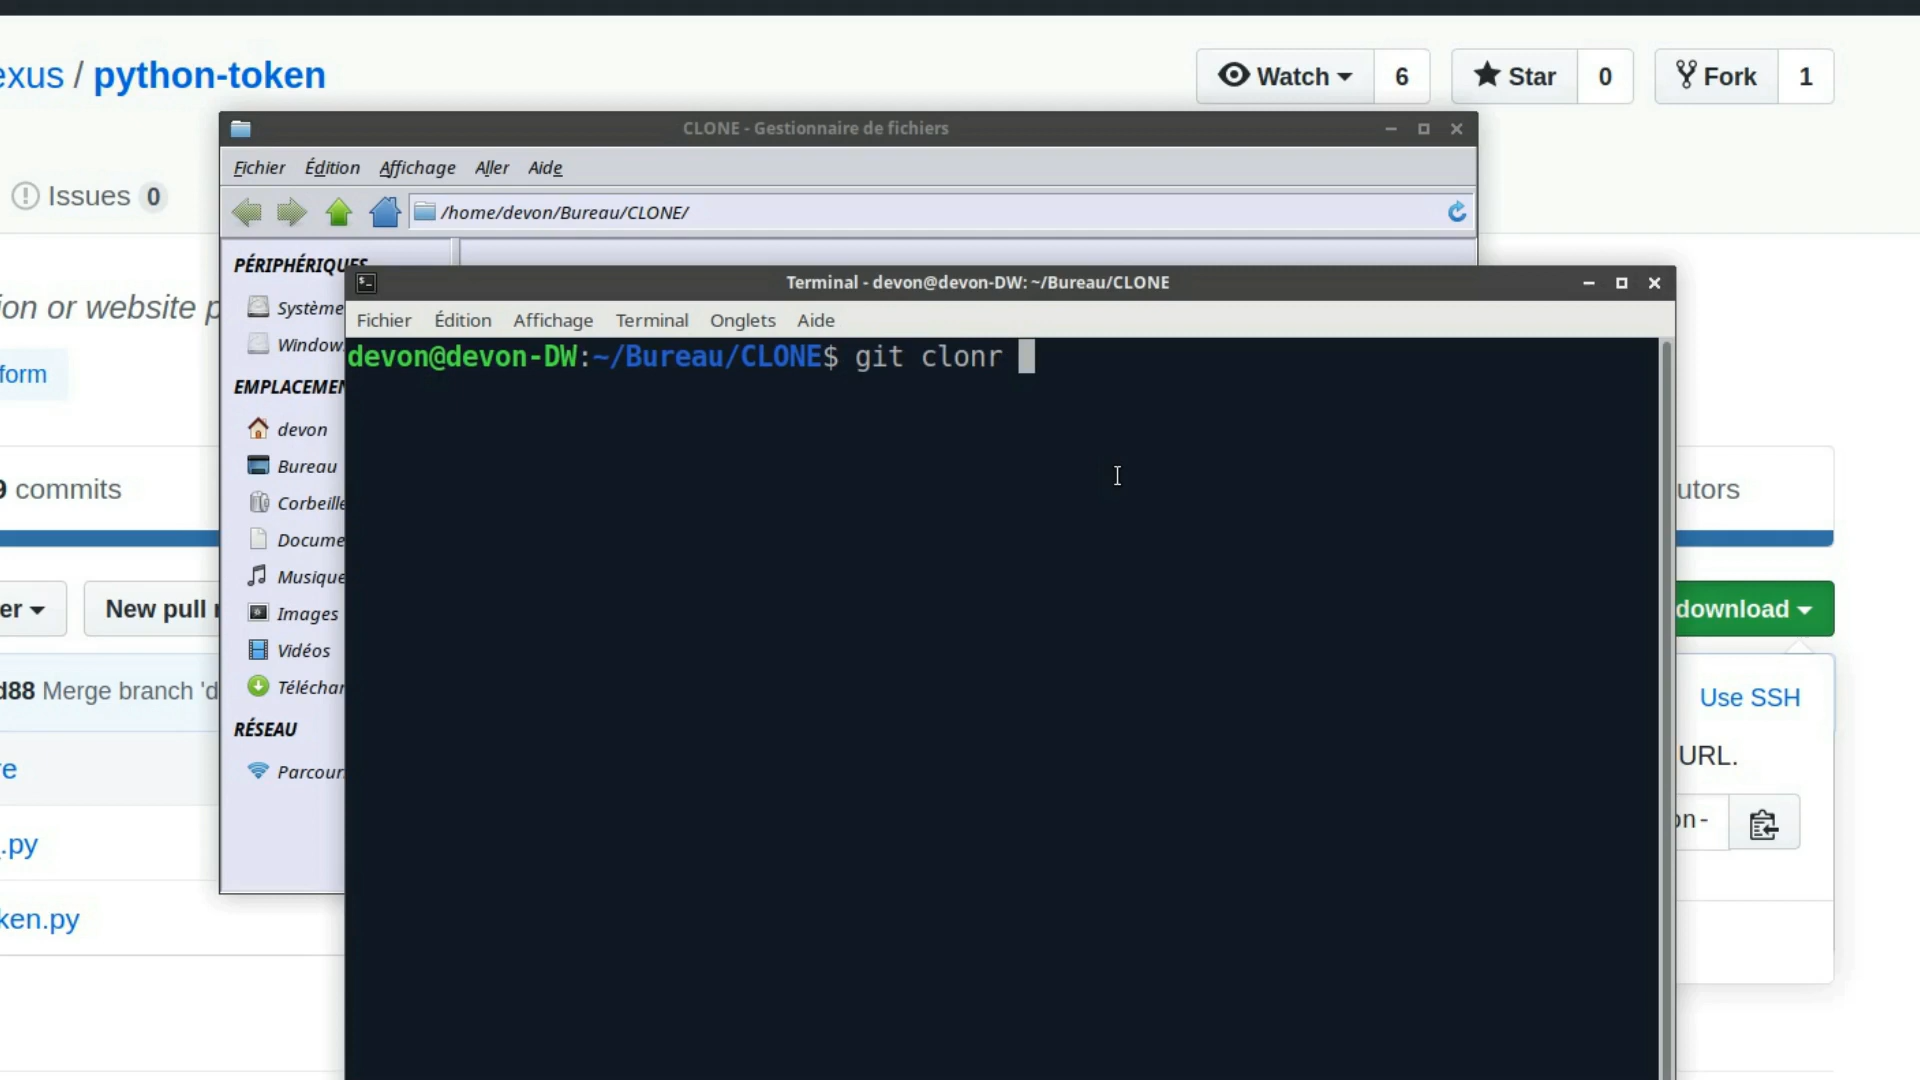 exus / python-token
Watch 6 Star 0 Fork 1
CLONE - Gestionnaire de fichiers
Fichier Édition Affichage Aller Aide
Issues 0
/home/devon/Bureau/CLONE/
PÉRIPHÉRIQUES
Terminal - devon@devon-DW: ~/Bureau/CLONE
ion or website p
Système
Window
Fichier Édition Affichage Terminal Onglets Aide
devon@devon-DW:~/Bureau/CLONE$ git clonr
form
EMPLACEMEN
devon
Bureau
Corbeille
Docume
Musique
Images
Vidéos
Téléchar
RÉSEAU
Parcour
9 commits
utors
er
New pull r
download
d88 Merge branch 'd
Use SSH
URL.
re
on-
.py
ken.py